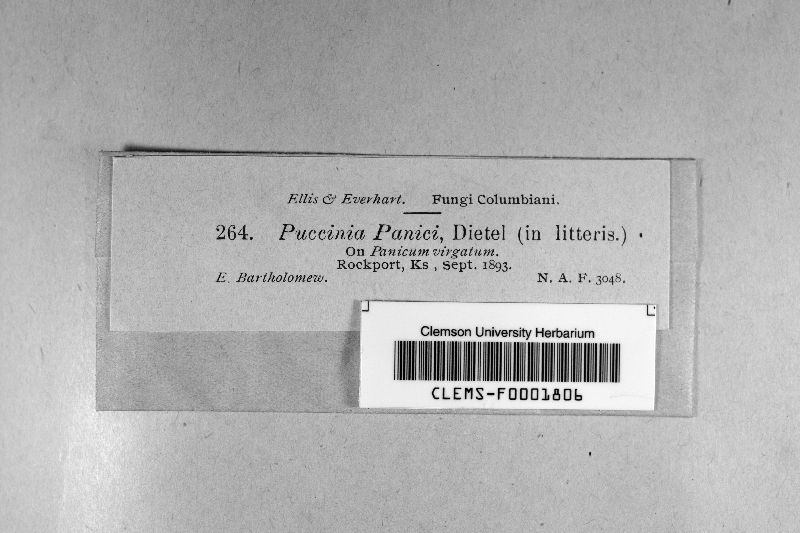 Ellis & Everhart. Fungi Columbiani.
264. Puccinia Panici, Dietel (in litteris.)
On Panicum virgatum.
Rockport, Ks , Sept. 1893.
E. Bartholomew. N. A. F. 3048.
Clemson University Herbarium
CLEMS-F0001806